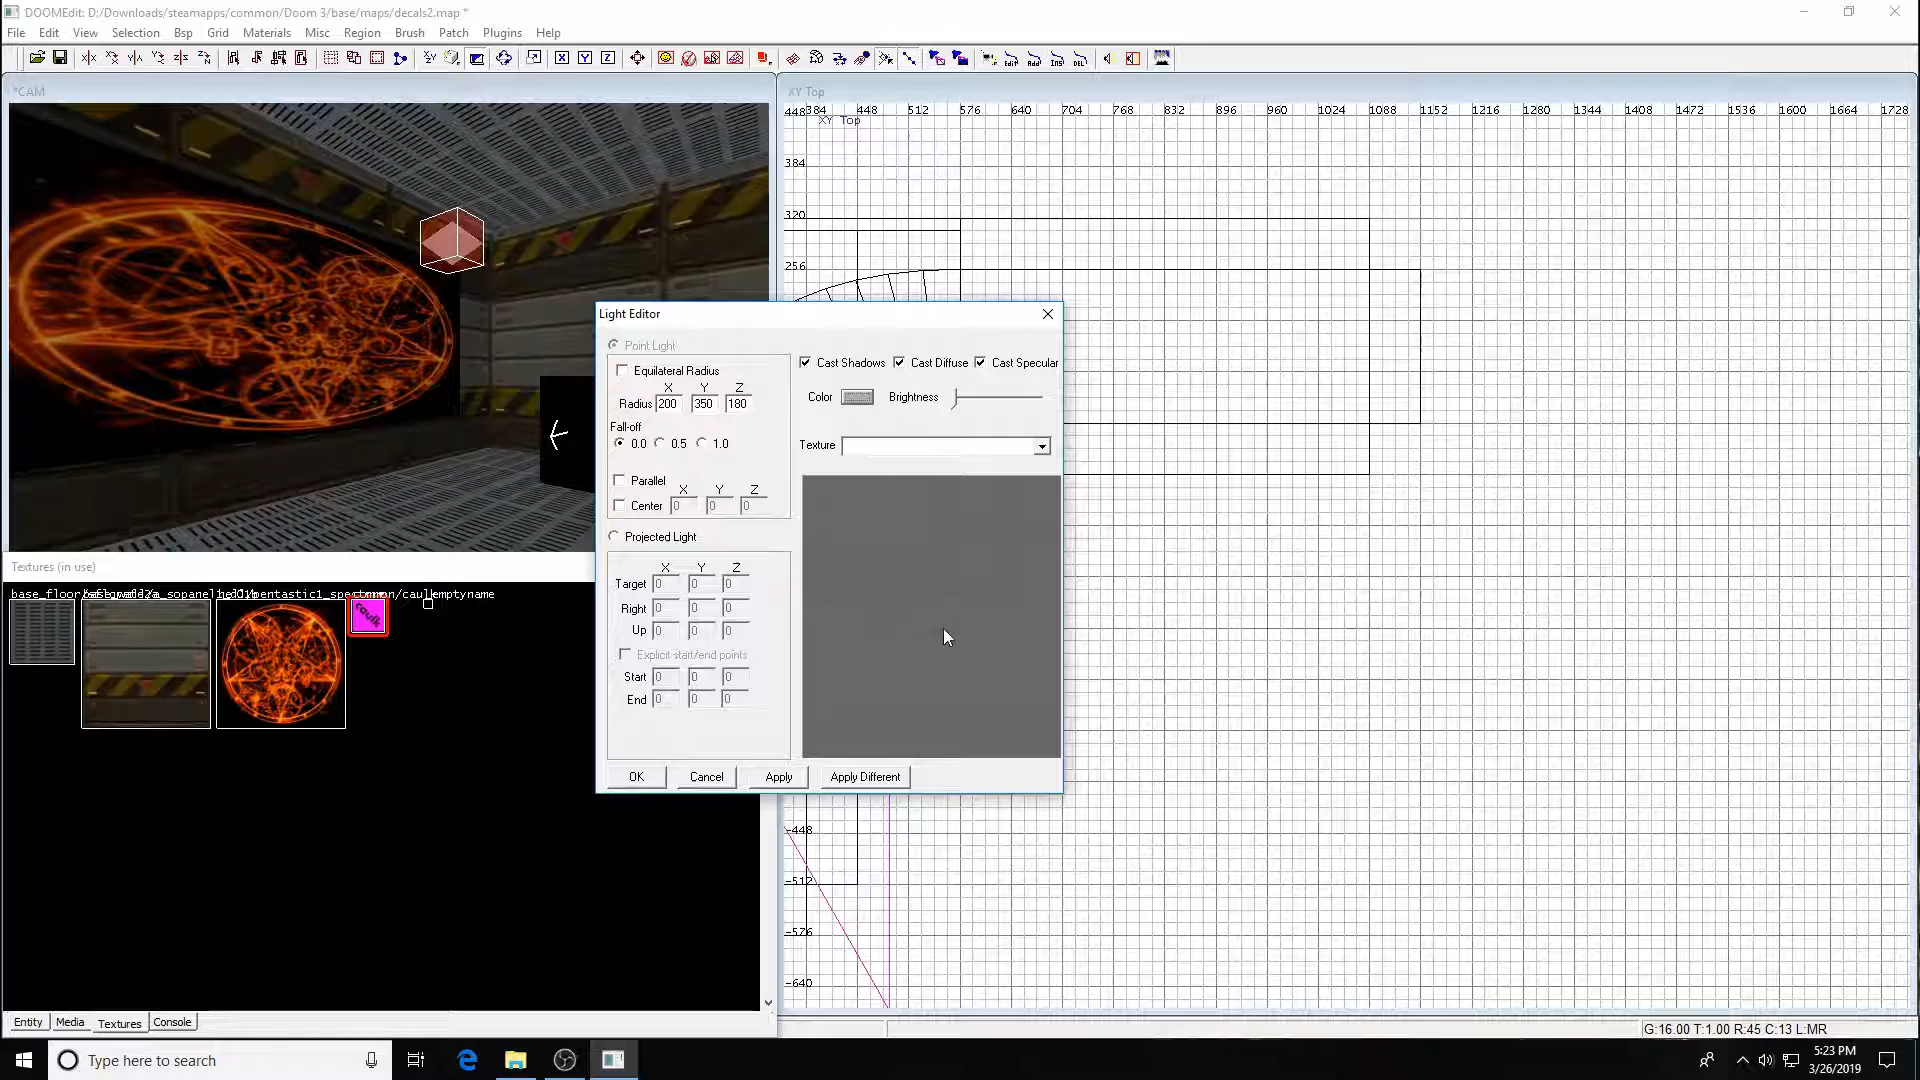 DOOMEdit: D:/Downloads/steamapps/common/Doom 3/base/maps/decals2.map *
File Edit View Selection Bsp Grid Materials Misc Region Brush Patch Plugins Help
*CAM
XY Top
448 384 448 512 576 640 704 768 832 896 960 1024 1088 1152 1216 1280 1344 1408 1472 1536 1600 1664 1728
XY Top
384
320
256
Light Editor
Point Light
Cast Shadows Cast Diffuse Cast Specular
Equilateral Radius
X Y Z
Radius 200 350 180
Color Brightness
Fall-off
0.0 0.5 1.0
Texture
Parallel
X Y Z
Center 0 0 0
Projected Light
X Y Z
Target 0 0 0
Right 0 0 0
Up 0 0 0
Explicit start/end points
Start 0 0 0
End 0 0 0
OK Cancel Apply Apply Different
Textures (in use)
emptyname
caulk
-448
-512
-576
-640
Entity Media Textures Console
G:16.00 T:1.00 R:45 C:13 L:MR
Type here to search
5:23 PM
3/26/2019